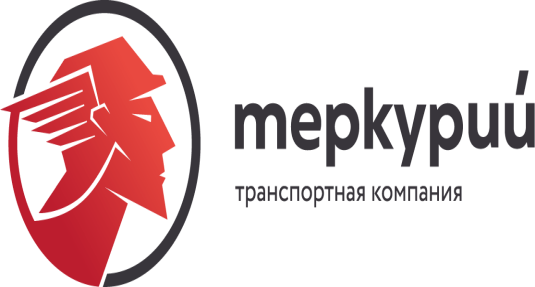 теркурий
транспортная компания